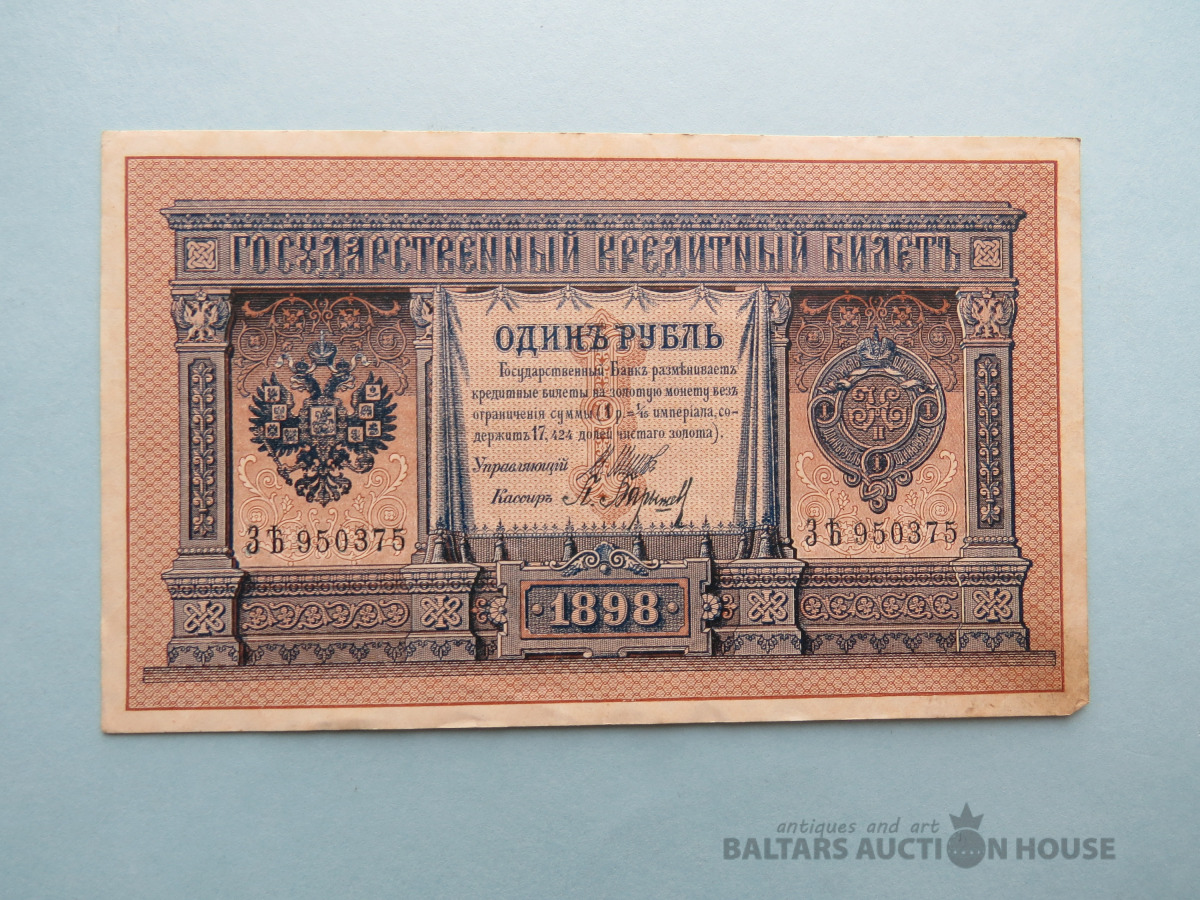 ГОСУДАРСТВЕННЫЙ КРЕДИТНЫЙ БИЛЕТЪ
ОДИНЪ РУБЛЬ
Государственный Банкъ размѣниваетъ
кредитные билеты на золотую монету безъ
ограниченія суммы (1 р.= 1/15 имперіала, со-
держитъ 17,424 долей чистаго золота).
Управляющій
Кассиръ
ЗѢ 950375
ЗѢ 950375
1898
antiques and art
BALTARS AUCTION HOUSE